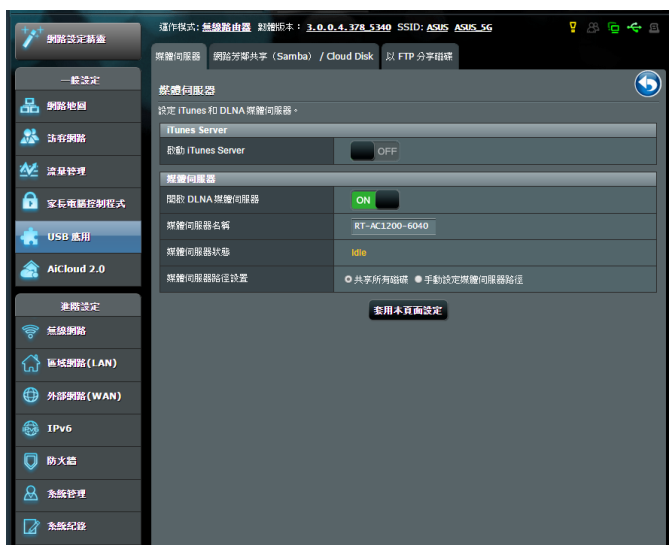 運作模式: 無線路由器 韌體版本: 3.0.0.4.378_5340 SSID: ASUS ASUS_5G
網路設定精靈
一般設定
網路地圖
訪客網路
流量管理
家長電腦控制程式
USB 應用
AiCloud 2.0
進階設定
無線網路
區域網路(LAN)
外部網路(WAN)
IPv6
防火牆
系統管理
系統紀錄
媒體伺服器 網路芳鄰共享 (Samba) / Cloud Disk 以 FTP 分享磁碟
媒體伺服器
設定 iTunes 和 DLNA 媒體伺服器。
iTunes Server
啟動 iTunes Server OFF
媒體伺服器
開啟 DLNA 媒體伺服器 ON
媒體伺服器名稱 RT-AC1200-6040
媒體伺服器狀態 Idle
媒體伺服器路徑設置 共享所有磁碟 手動設定媒體伺服器路徑
套用本頁面設定